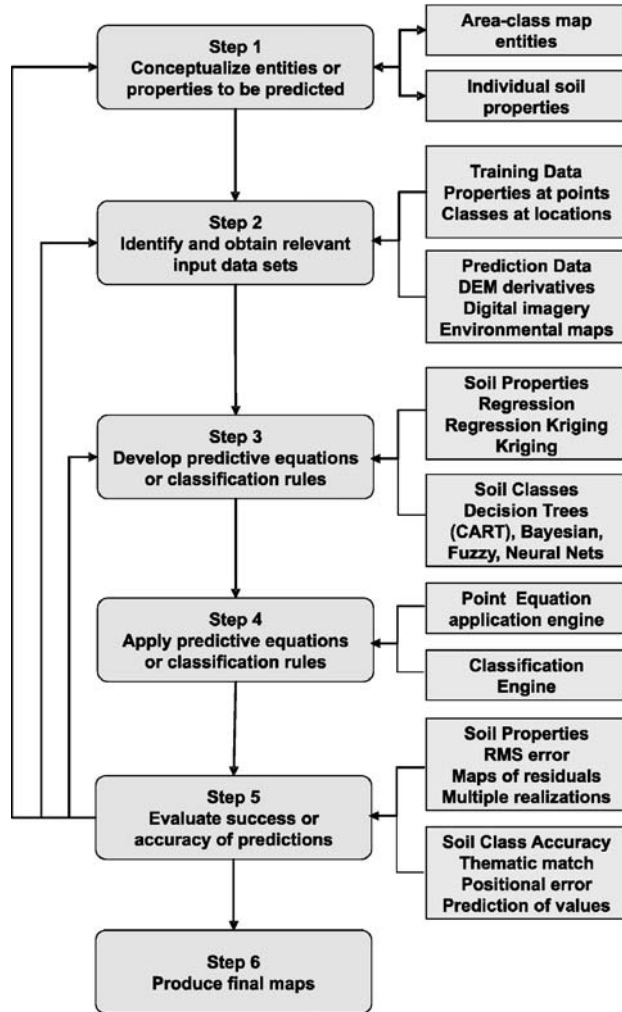 Step 1
Conceptualize entities or
properties to be predicted
Area-class map
entities
Individual soil
properties
Step 2
Identify and obtain relevant
input data sets
Training Data
Properties at points
Classes at locations
Prediction Data
DEM derivatives
Digital imagery
Environmental maps
Step 3
Develop predictive equations
or classification rules
Soil Properties
Regression
Regression Kriging
Kriging
Soil Classes
Decision Trees
(CART), Bayesian,
Fuzzy, Neural Nets
Step 4
Apply predictive equations
or classification rules
Point Equation
application engine
Classification
Engine
Step 5
Evaluate success or
accuracy of predictions
Soil Properties
RMS error
Maps of residuals
Multiple realizations
Soil Class Accuracy
Thematic match
Positional error
Prediction of values
Step 6
Produce final maps